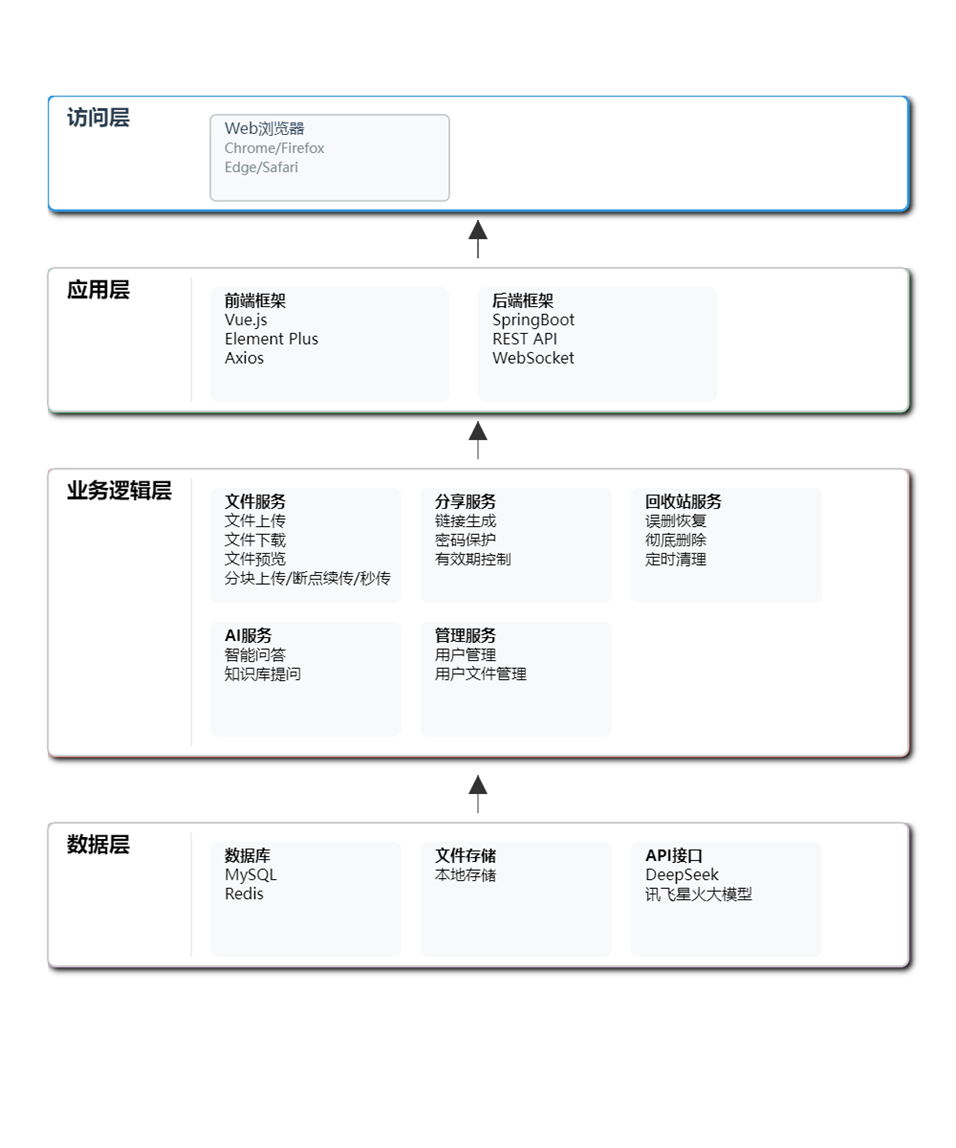 访问层
Web浏览器
Chrome/Firefox
Edge/Safari
应用层
前端框架
Vue.js
Element Plus
Axios
后端框架
SpringBoot
REST API
WebSocket
业务逻辑层
文件服务
文件上传
文件下载
文件预览
分块上传/断点续传/秒传
分享服务
链接生成
密码保护
有效期控制
回收站服务
误删恢复
彻底删除
定时清理
AI服务
智能问答
知识库提问
管理服务
用户管理
用户文件管理
数据层
数据库
MySQL
Redis
文件存储
本地存储
API接口
DeepSeek
讯飞星火大模型